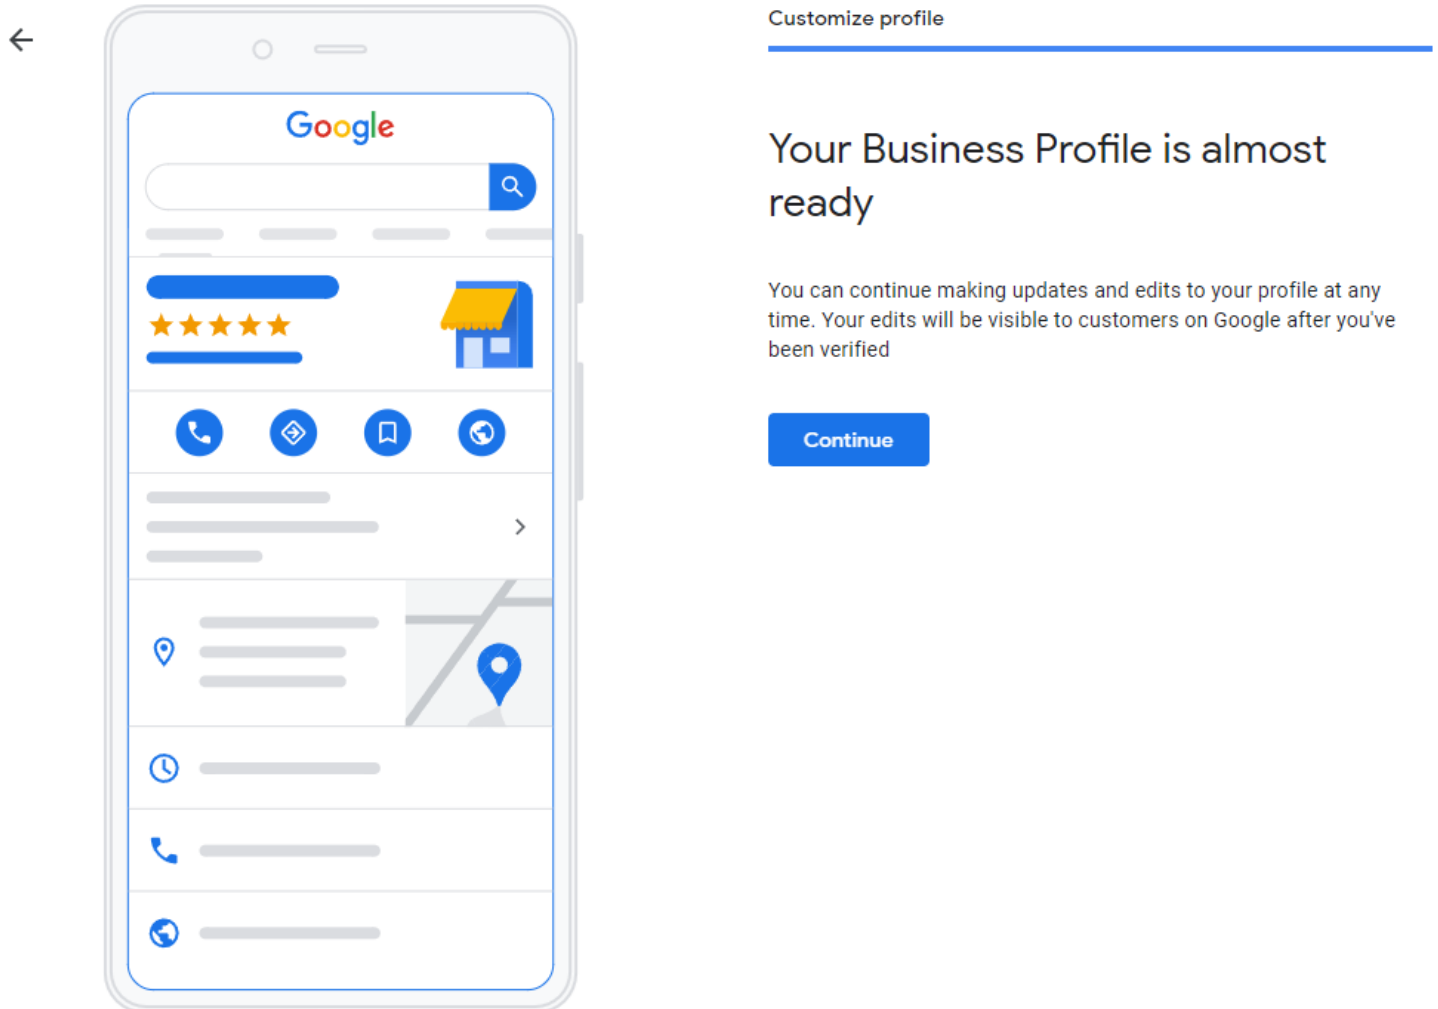 Customize profile
Google
Your Business Profile is almost
ready
You can continue making updates and edits to your profile at any
time. Your edits will be visible to customers on Google after you've
been verified
Continue